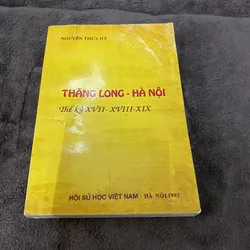 NGUYỄN THỪA HỶ
THĂNG LONG - HÀ NỘI
Thế kỷ XVII - XVIII - XIX
HỘI SỬ HỌC VIỆT NAM - HÀ NỘI 1993